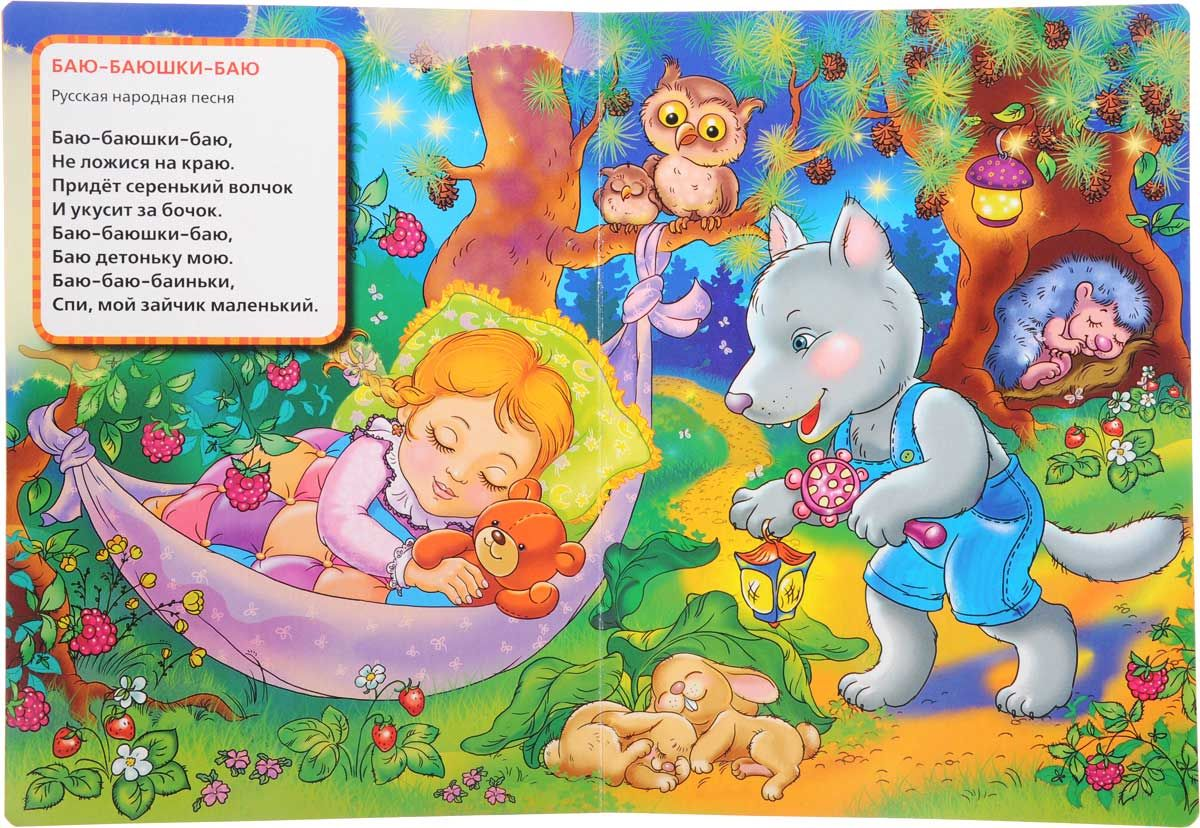 БАЮ-БАЮШКИ-БАЮ
Русская народная песня
Баю-баюшки-баю,
Не ложися на краю.
Придёт серенький волчок
И укусит за бочок.
Баю-баюшки-баю,
Баю детоньку мою.
Баю-баю-баиньки,
Спи, мой зайчик маленький.